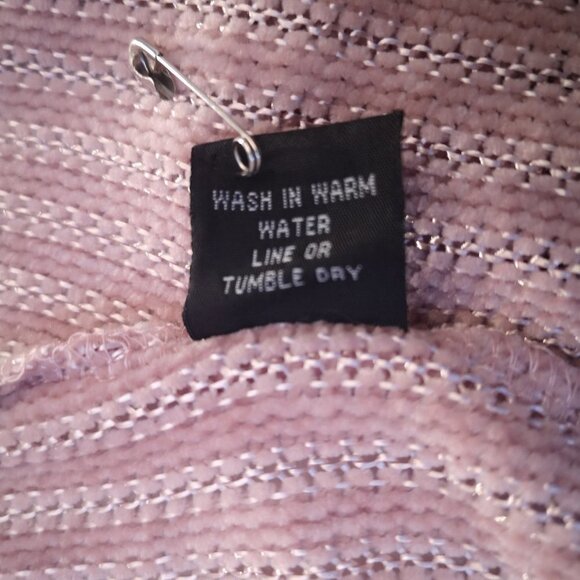 WASH IN WARM
WATER
LINE OR
TUMBLE DRY